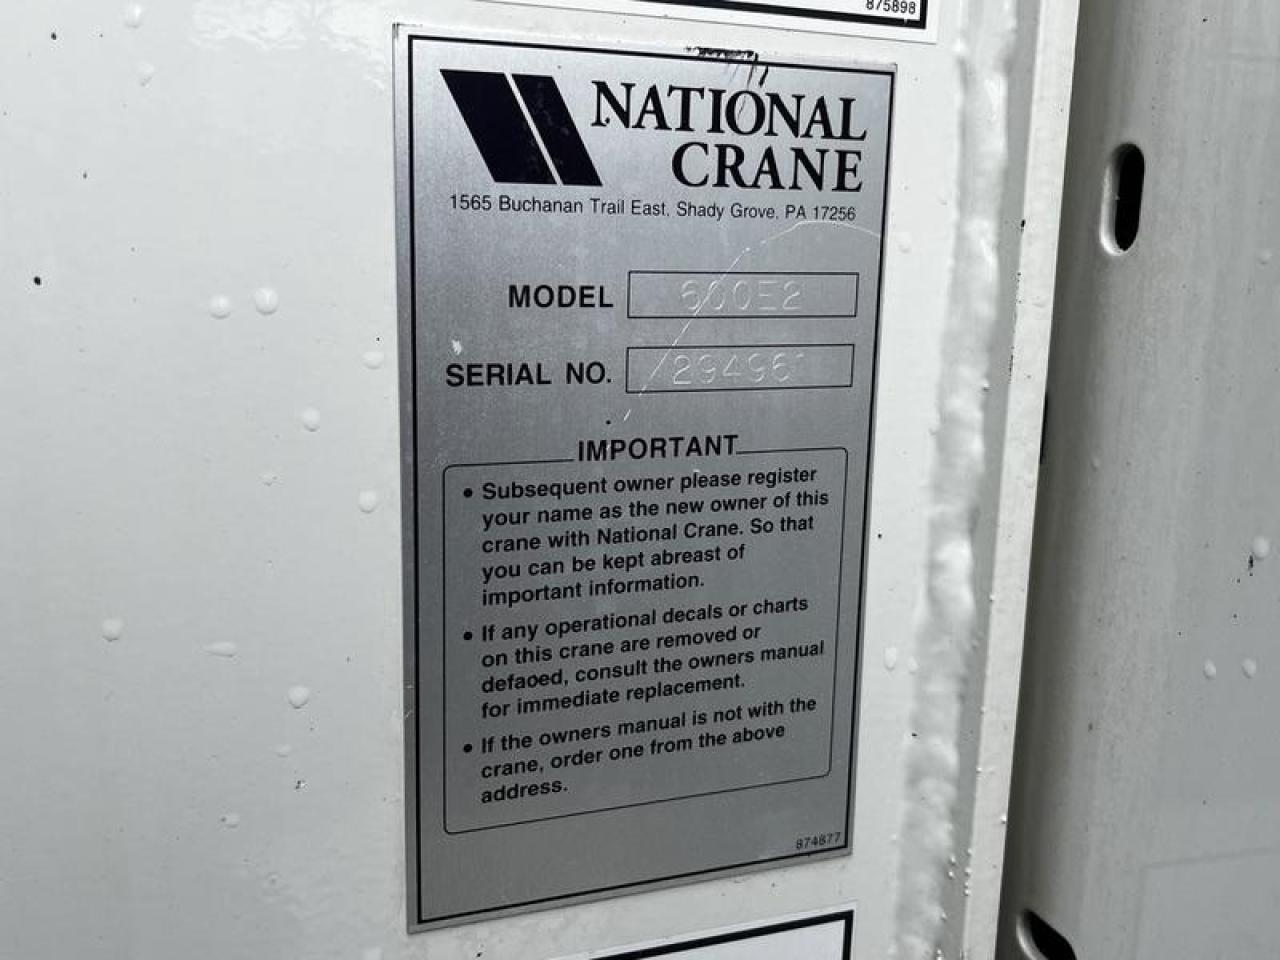 875898
NATIONAL
CRANE
1565 Buchanan Trail East, Shady Grove, PA 17256
MODEL 600E2
SERIAL NO. 294961
IMPORTANT
• Subsequent owner please register
your name as the new owner of this
crane with National Crane. So that
you can be kept abreast of
important information.
• If any operational decals or charts
on this crane are removed or
defaoed, consult the owners manual
for immediate replacement.
• If the owners manual is not with the
crane, order one from the above
address.
874877